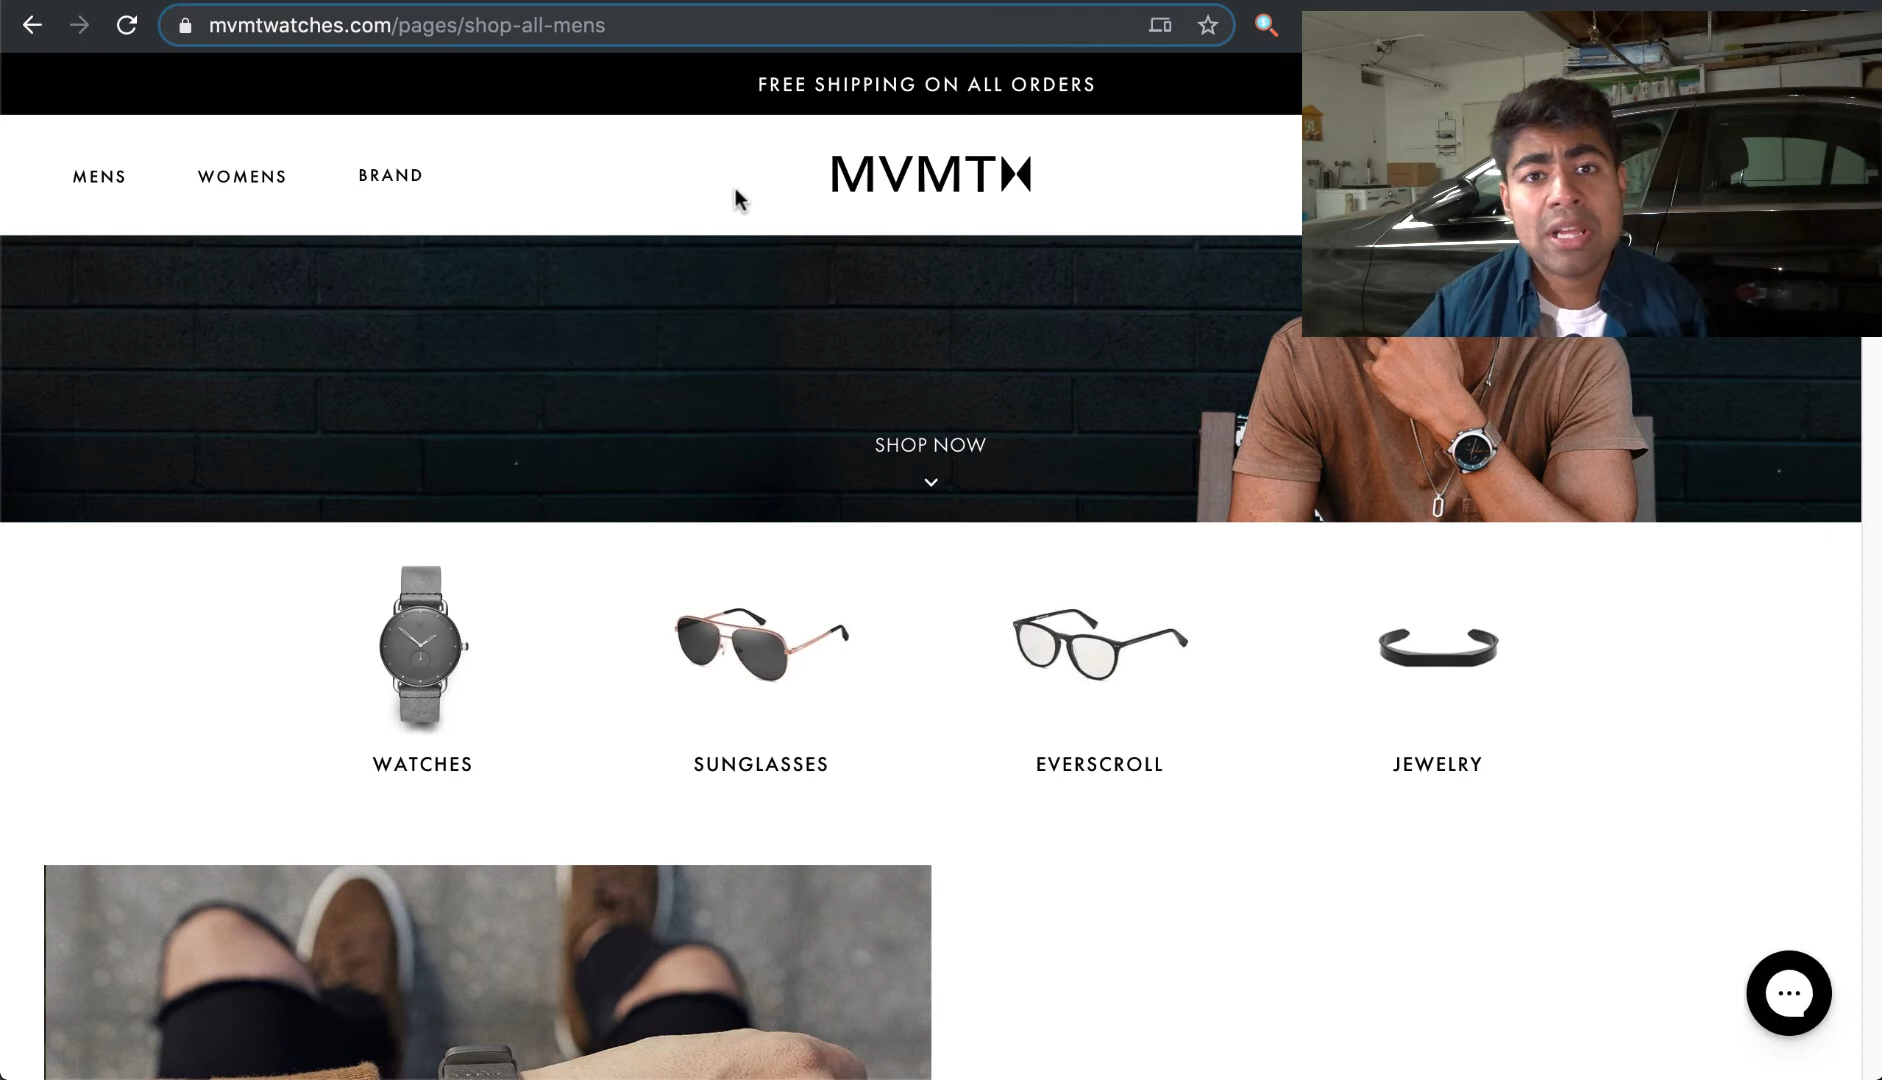 mvmtwatches.com/pages/shop-all-mens
FREE SHIPPING ON ALL ORDERS
MENS WOMENS BRAND
MVMT
SHOP NOW
WATCHES SUNGLASSES EVERSCROLL JEWELRY